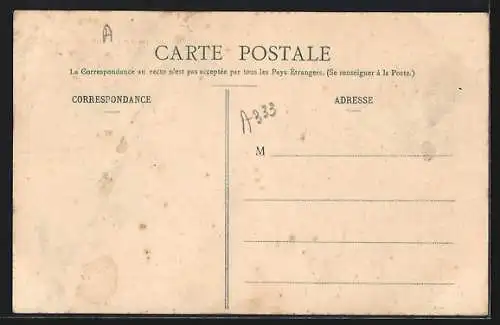 A
CARTE POSTALE
La Correspondance au recto n'est pas acceptée par tous les Pays Étrangers. (Se renseigner à la Poste.)
CORRESPONDANCE
ADRESSE
A333
M